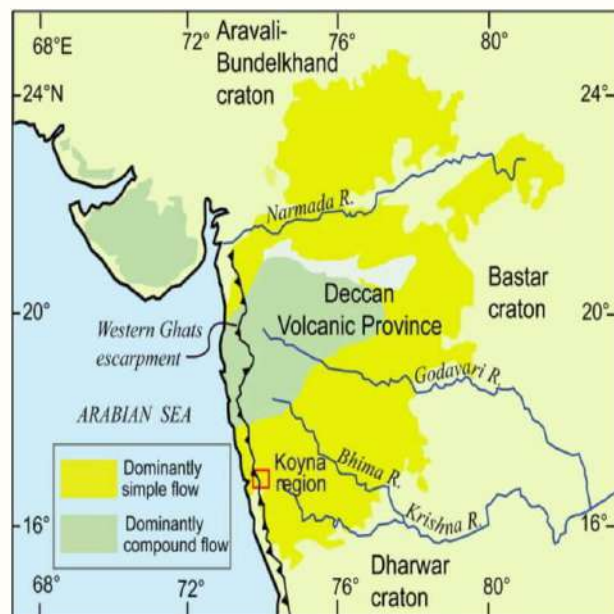 68°E
72°
Aravali-
Bundelkhand
craton
76°
80°
24°N
24°
Narmada R.
Bastar
craton
Deccan
Volcanic Province
20°
20°
Western Ghats
escarpment
Godavari R.
ARABIAN SEA
Dominantly
simple flow
Dominantly
compound flow
Koyna
region
Bhima R.
Krishna R.
16°
16°
Dharwar
craton
68°
72°
76°
80°